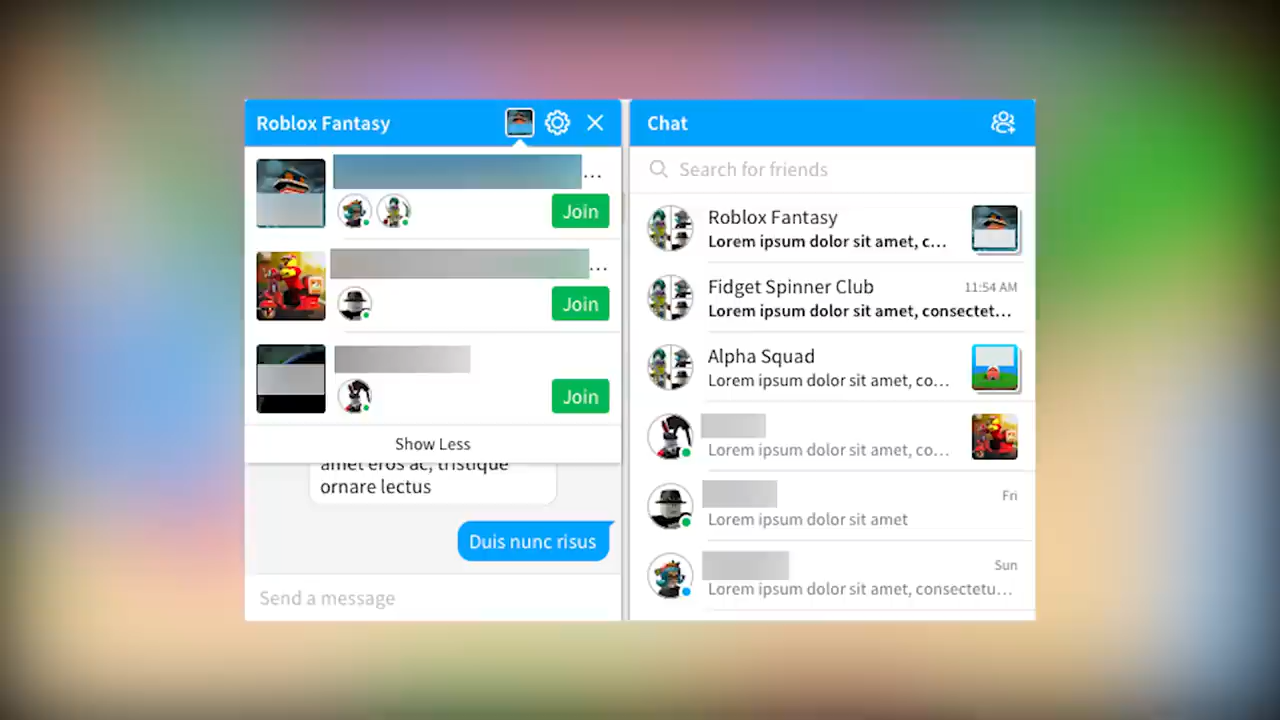 Roblox Fantasy
...
Join
...
Join
Join
Show Less
amet eros ac, tristique
ornare lectus
Duis nunc risus
Send a message
Chat
Search for friends
Roblox Fantasy
Lorem ipsum dolor sit amet, c...
Fidget Spinner Club 11:54 AM
Lorem ipsum dolor sit amet, consectet...
Alpha Squad
Lorem ipsum dolor sit amet, co...
Lorem ipsum dolor sit amet, co...
Fri
Lorem ipsum dolor sit amet
Sun
Lorem ipsum dolor sit amet, consectetu...